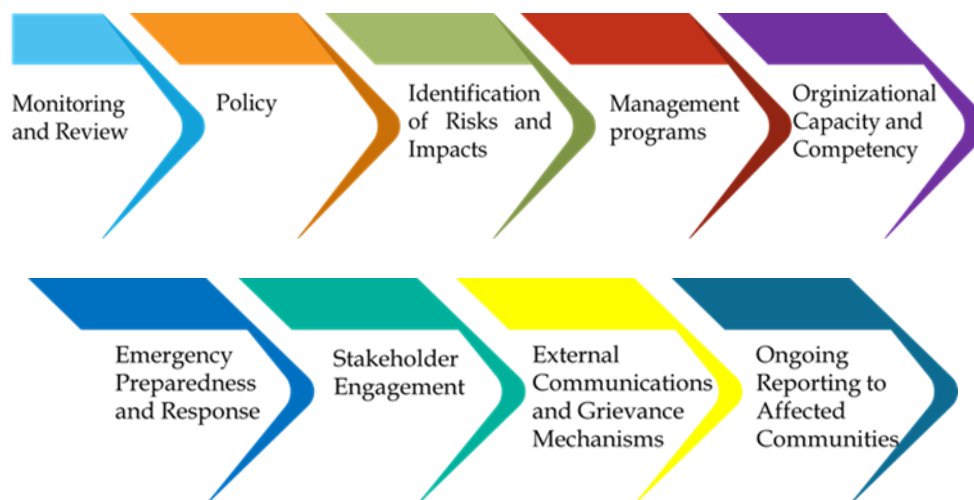 Monitoring
and Review
Policy
Identification
of Risks and
Impacts
Management
programs
Orginizational
Capacity and
Competency
Emergency
Preparedness
and Response
Stakeholder
Engagement
External
Communications
and Grievance
Mechanisms
Ongoing
Reporting to
Affected
Communities